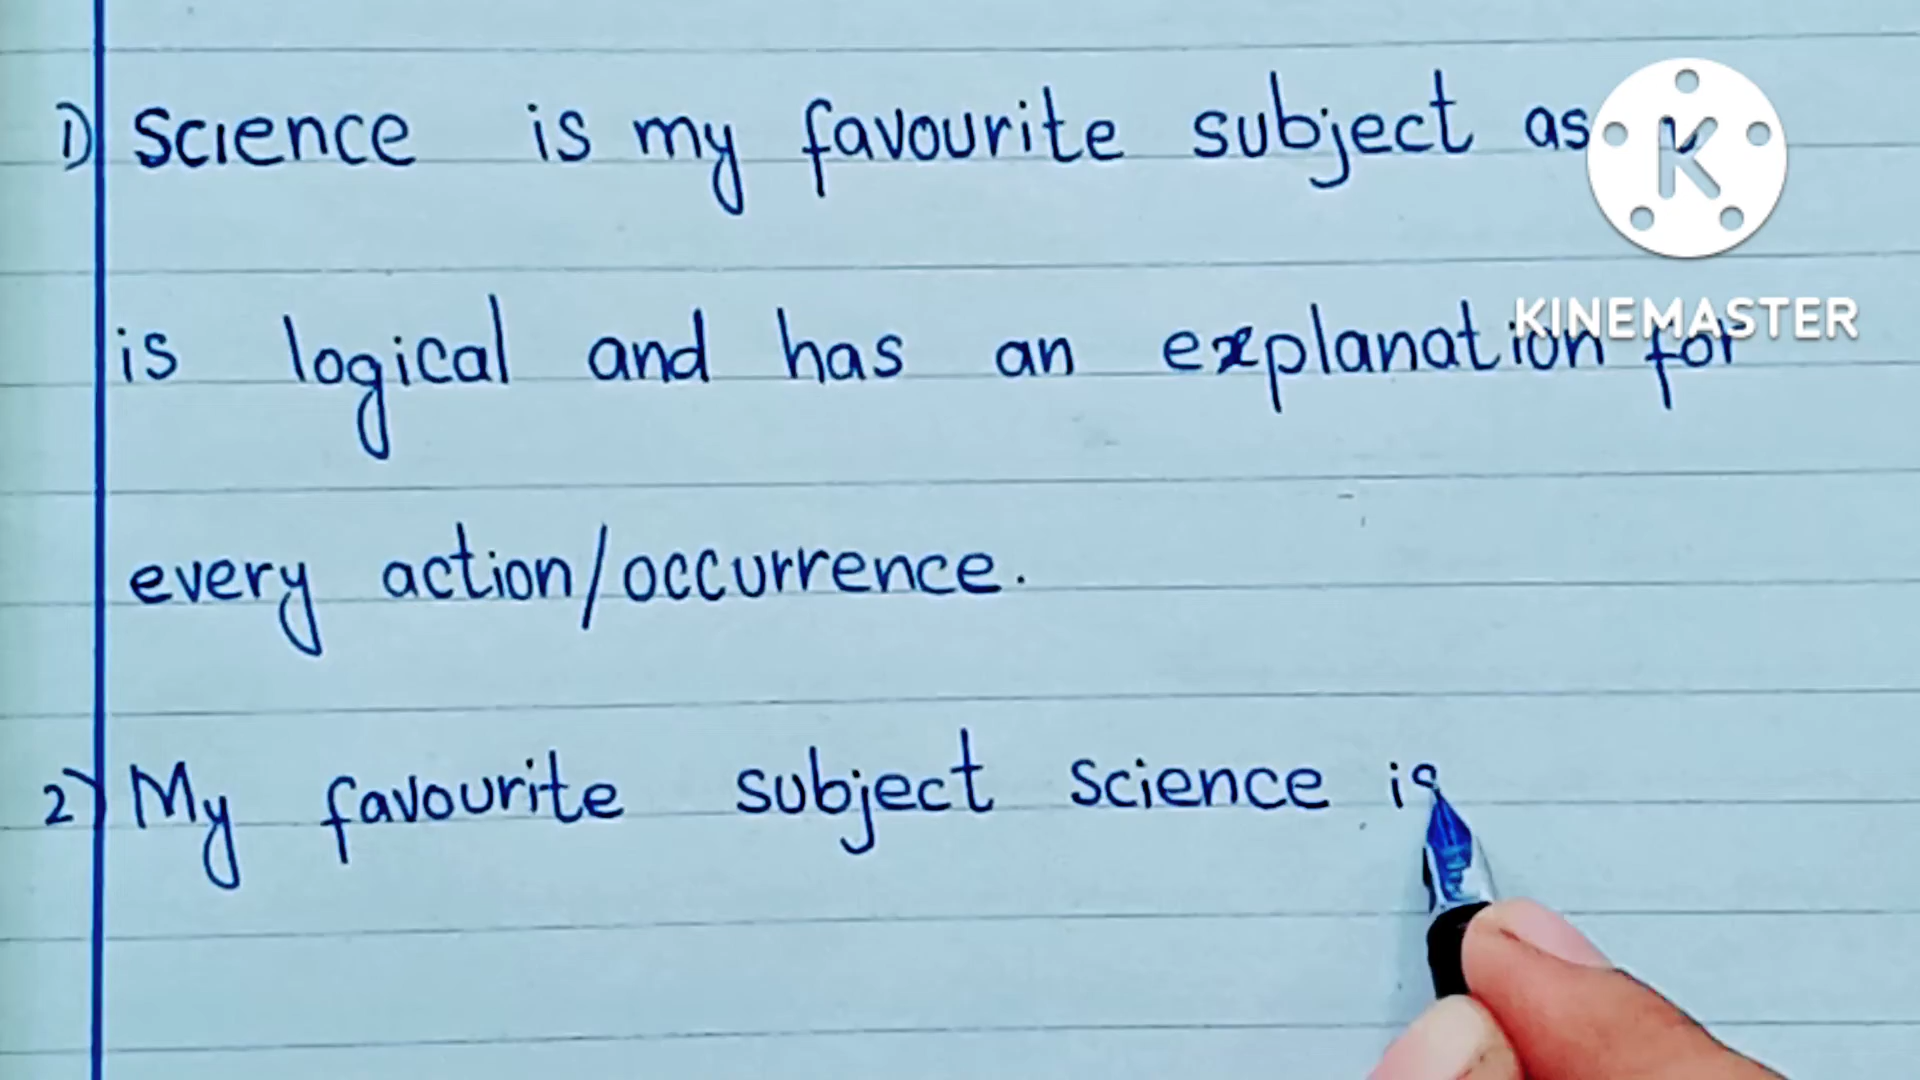 1) Science is my favourite subject as
is logical and has an explanation for
every action/occurrence.
2) My favourite subject science is
K
KINEMASTER